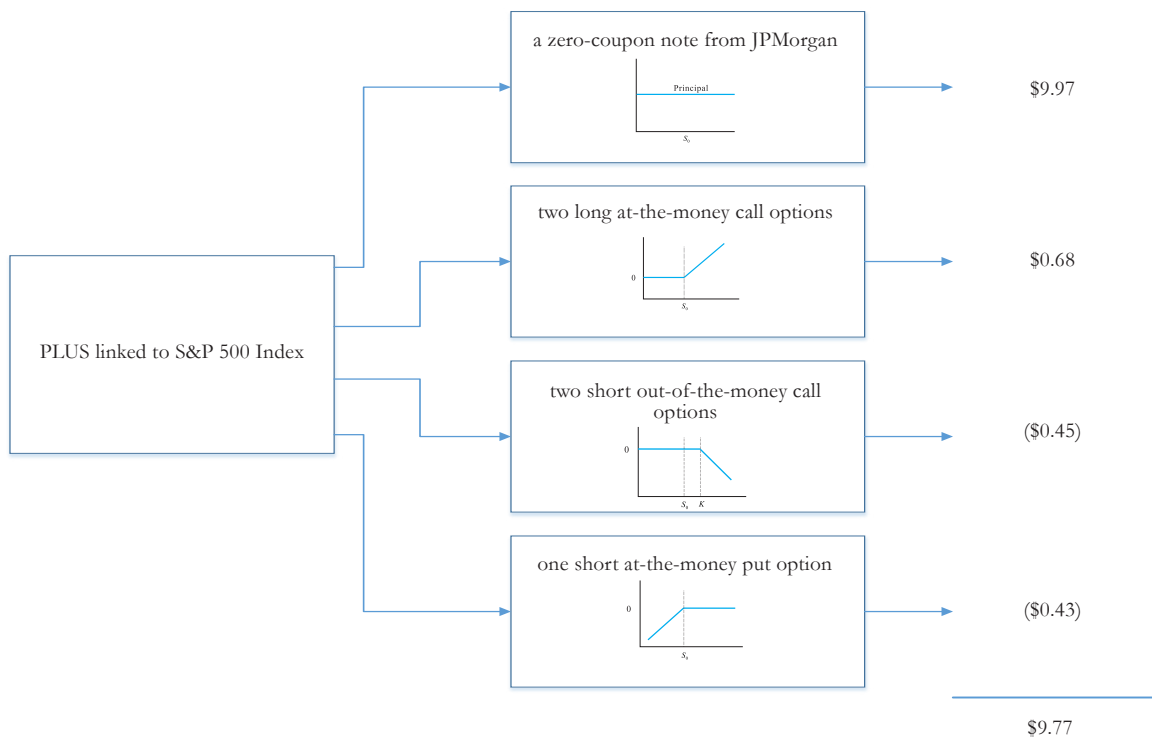 PLUS linked to S&P 500 Index
a zero-coupon note from JPMorgan
Principal
S₀
$9.97
two long at-the-money call options
0
S₀
$0.68
two short out-of-the-money call
options
0
S₀ K
($0.45)
one short at-the-money put option
0
S₀
($0.43)
$9.77